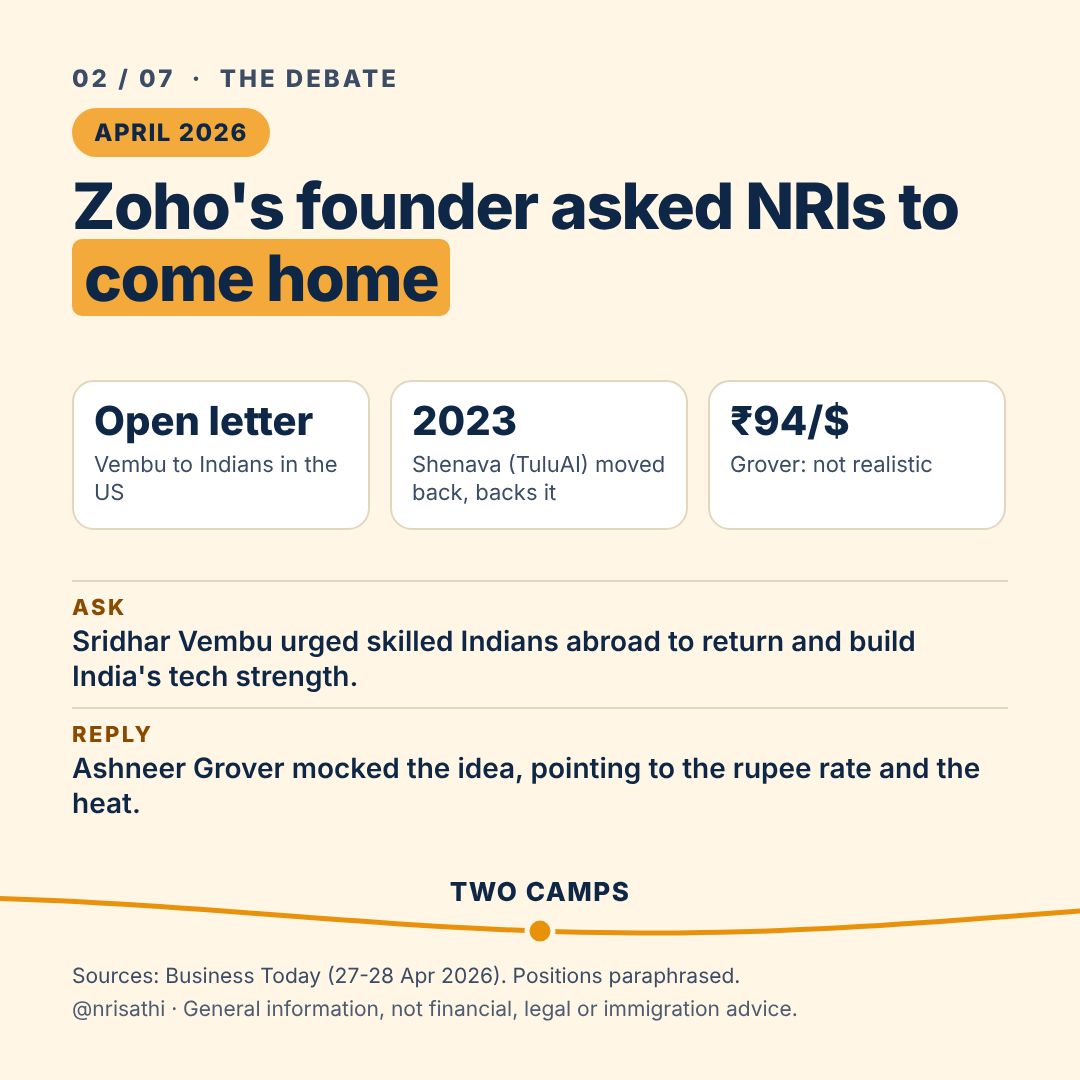 02 / 07 · THE DEBATE
APRIL 2026
Zoho's founder asked NRIs to
come home
Open letter
Vembu to Indians in the
US
2023
Shenava (TuluAI) moved
back, backs it
₹94/$
Grover: not realistic
ASK
Sridhar Vembu urged skilled Indians abroad to return and build
India's tech strength.
REPLY
Ashneer Grover mocked the idea, pointing to the rupee rate and the
heat.
TWO CAMPS
Sources: Business Today (27-28 Apr 2026). Positions paraphrased.
@nrisathi · General information, not financial, legal or immigration advice.